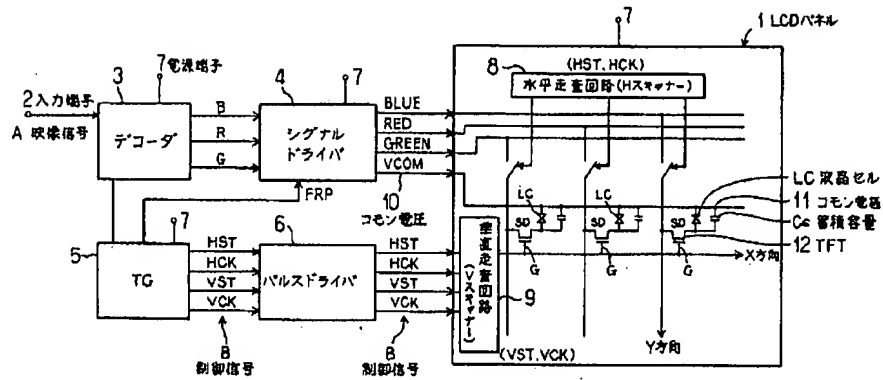 7
1 LCDパネル
(HST, HCK)
8
水平走査回路(Hスキャナー)
7 電源端子
3
4
7
2 入力端子
A 映像信号
デコーダ
B
R
G
シグナル
ドライバ
BLUE
RED
GREEN
VCOM
10
コモン電圧
FRP
LC
LC
LC 液晶セル
11 コモン電極
Cs 蓄積容量
12 TFT
SD
SD
SD
G
G
G
X方向
Y方向
5
7
TG
6
パルスドライバ
HST
HCK
VST
VCK
HST
HCK
VST
VCK
B
制御信号
B
制御信号
垂直走査回路
(Vスキャナー)
9
(VST, VCK)